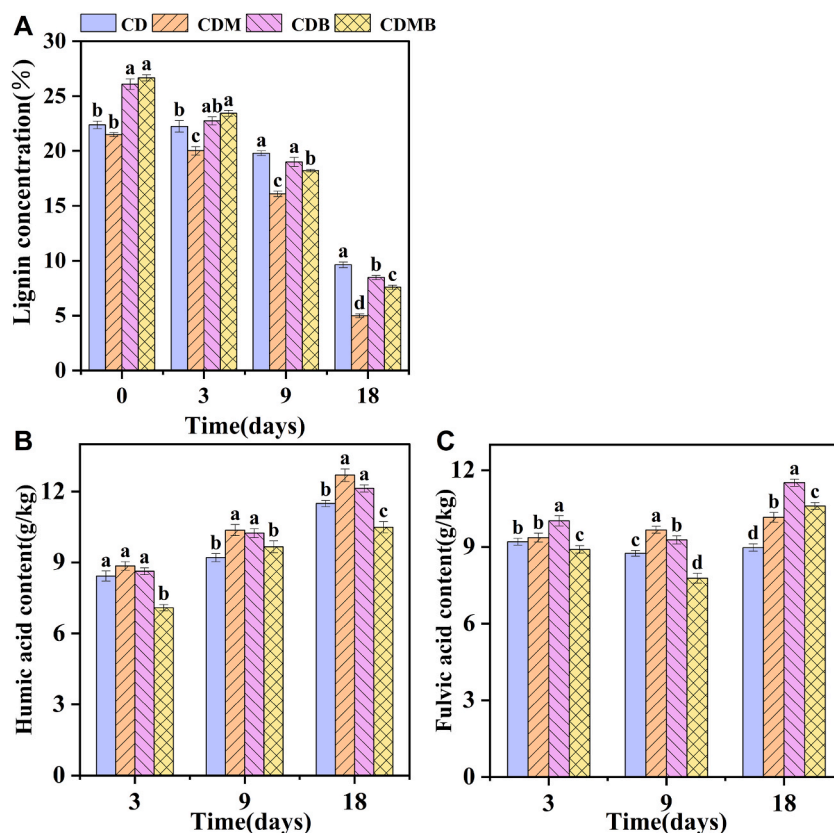 A
CD CDM CDB CDMB
Lignin concentration(%)
30
25
20
15
10
5
0
b b a a
b c ab a
a c a b
a d b c
0 3 9 18
Time(days)
B
Humic acid content(g/kg)
12
9
6
3
0
a a a b
b a a b
b a a c
3 9 18
Time(days)
C
Fulvic acid content(g/kg)
12
9
6
3
0
b b a c
c a b d
d c a c
3 9 18
Time(days)